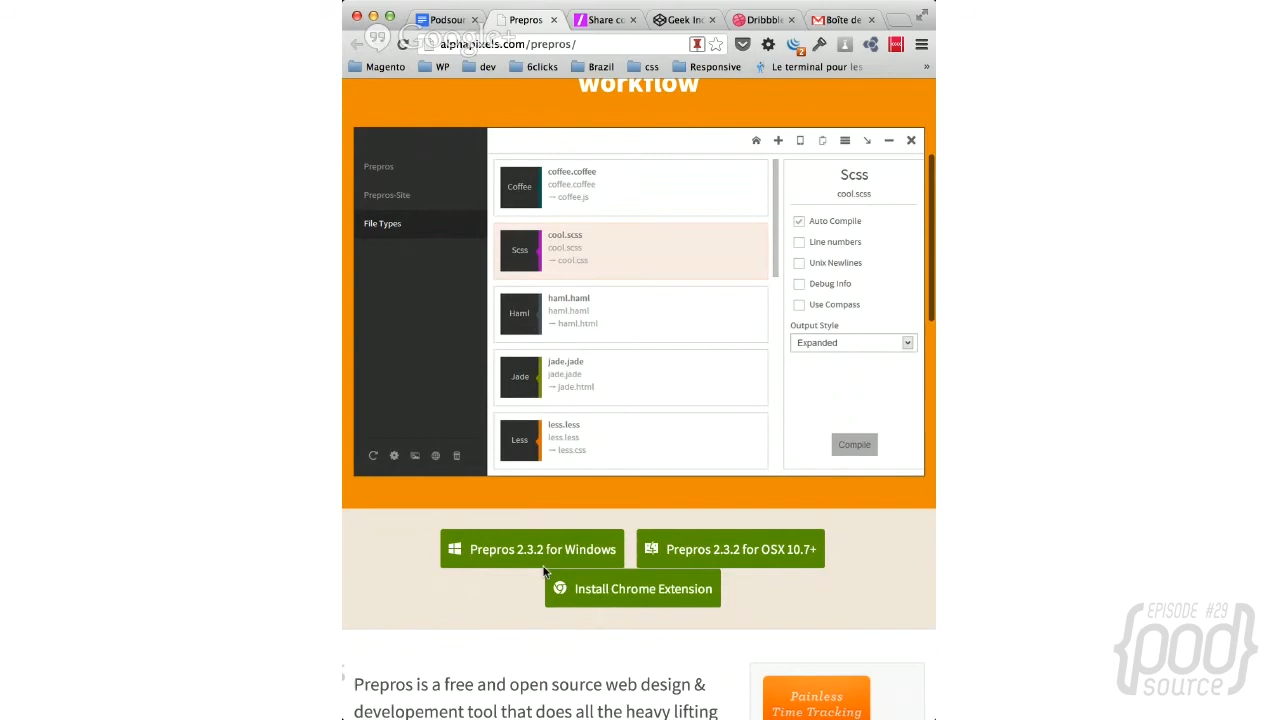 Podsour
Prepros
Share co
Geek Inc
Dribbble
Boîte de
Google+
alphapixels.com/prepros/
2
Magento
WP
dev
6clicks
Brazil
css
Responsive
Le terminal pour les
»
workflow
Prepros
Prepros-Site
File Types
Coffee
coffee.coffee
coffee.coffee
→ coffee.js
Scss
cool.scss
cool.scss
→ cool.css
Haml
haml.haml
haml.haml
→ haml.html
Jade
jade.jade
jade.jade
→ jade.html
Less
less.less
less.less
→ less.css
Scss
cool.scss
Auto Compile
Line numbers
Unix Newlines
Debug Info
Use Compass
Output Style
Expanded
Compile
Prepros 2.3.2 for Windows
Prepros 2.3.2 for OSX 10.7+
Install Chrome Extension
Prepros is a free and open source web design &
developement tool that does all the heavy lifting
Painless
Time Tracking
EPISODE #29
{pod}
source